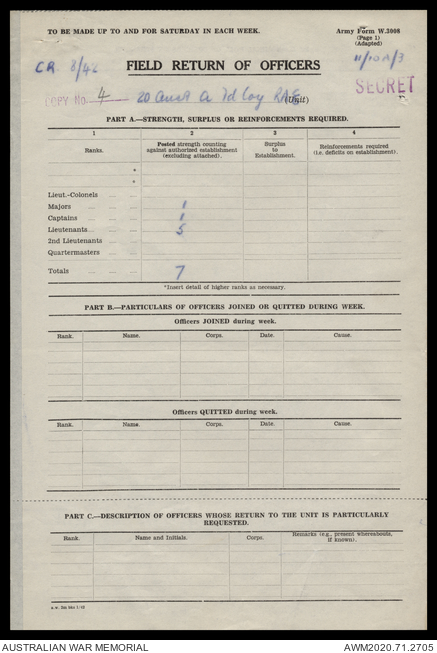 TO BE MADE UP TO AND FOR SATURDAY IN EACH WEEK.
Army Form W.3008
(Page 1)
(Adapted)
CR 8/46
FIELD RETURN OF OFFICERS
11/10A/3
SECRET
COPY No. 4
20 Aust A Fd Coy RAE (Unit)
PART A.—STRENGTH, SURPLUS OR REINFORCEMENTS REQUIRED.
1 2 3 4
Ranks. Posted strength counting against authorized establishment (excluding attached). Surplus to Establishment. Reinforcements required (i.e. deficits on establishment).
*
*
Lieut.-Colonels
Majors 1
Captains 1
Lieutenants 5
2nd Lieutenants
Quartermasters
Totals 7
*Insert detail of higher ranks as necessary.
PART B.—PARTICULARS OF OFFICERS JOINED OR QUITTED DURING WEEK.
Officers JOINED during week.
Rank. Name. Corps. Date. Cause.
Officers QUITTED during week.
Rank. Name. Corps. Date. Cause.
PART C.—DESCRIPTION OF OFFICERS WHOSE RETURN TO THE UNIT IS PARTICULARLY
REQUESTED.
Rank. Name and Initials. Corps. Remarks (e.g., present whereabouts, if known).
AUSTRALIAN WAR MEMORIAL
AWM2020.71.2705